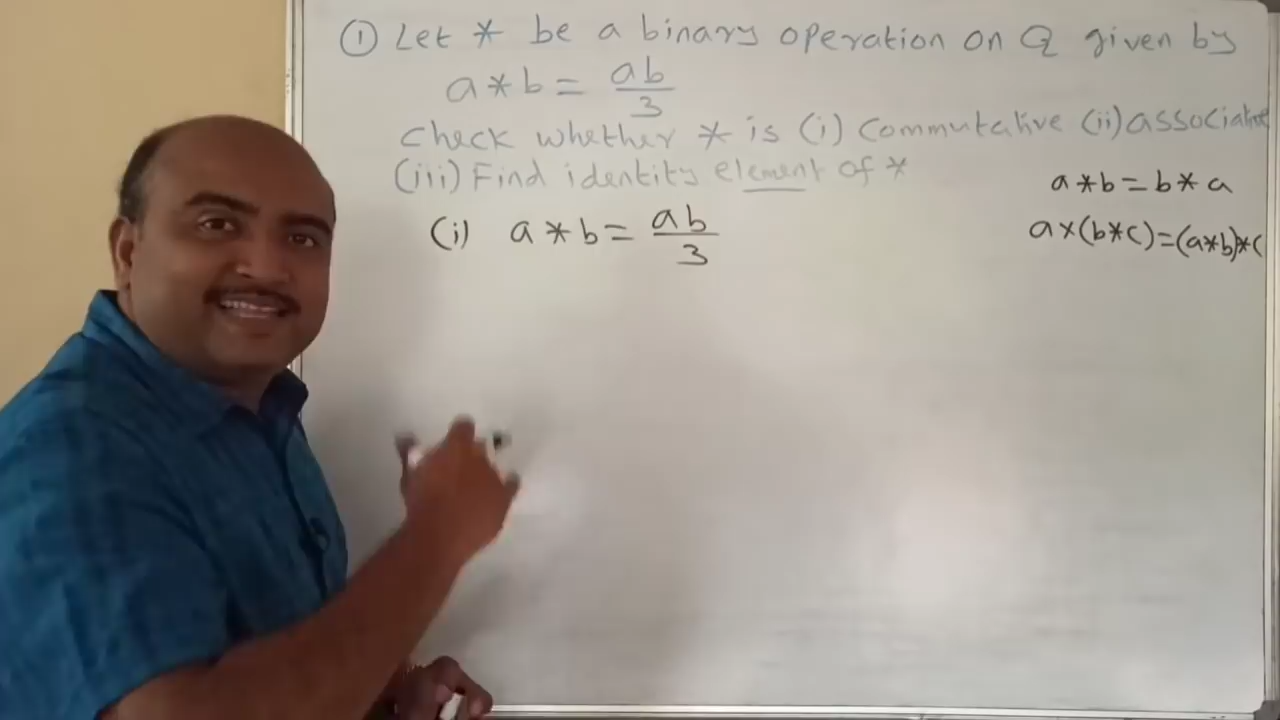 ① Let * be a binary operation on Q given by
a * b = ab/3
Check whether * is (i) Commutative (ii) associative
(iii) Find identity element of *
a * b = b * a
(i) a * b = ab/3
a × (b * c) = (a * b) * c